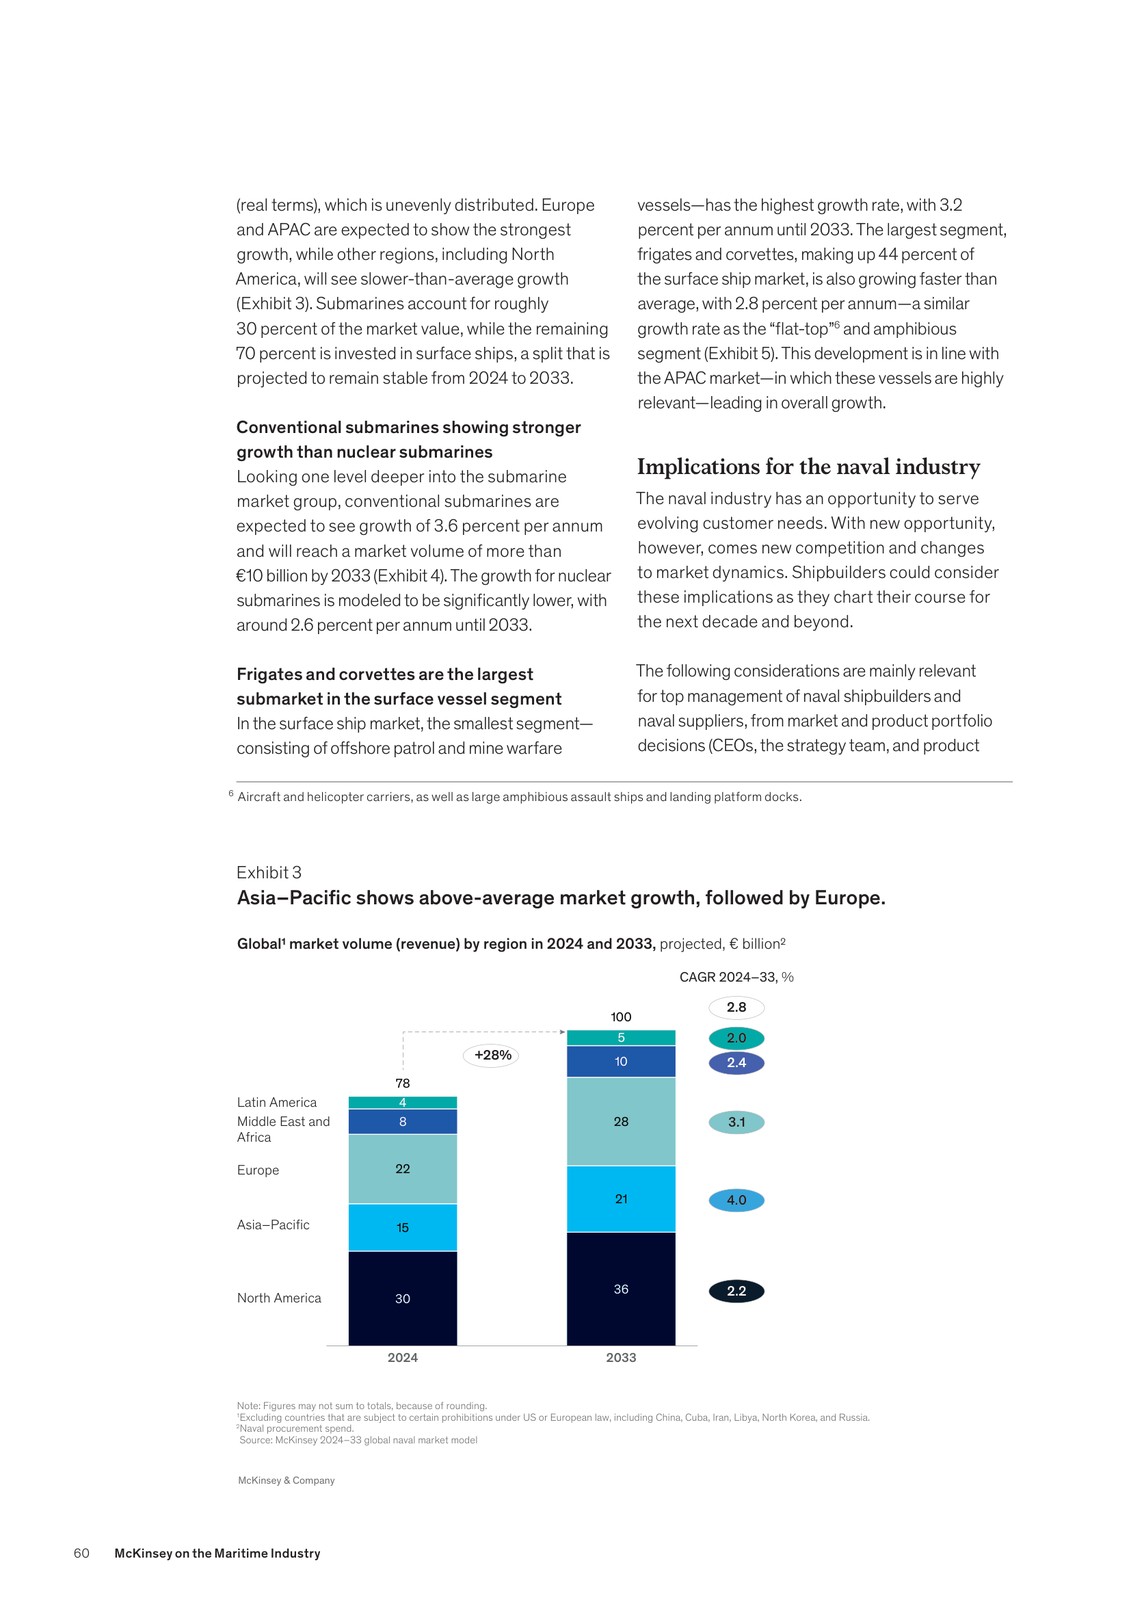 (real terms), which is unevenly distributed. Europe
and APAC are expected to show the strongest
growth, while other regions, including North
America, will see slower-than-average growth
(Exhibit 3). Submarines account for roughly
30 percent of the market value, while the remaining
70 percent is invested in surface ships, a split that is
projected to remain stable from 2024 to 2033.
Conventional submarines showing stronger
growth than nuclear submarines
Looking one level deeper into the submarine
market group, conventional submarines are
expected to see growth of 3.6 percent per annum
and will reach a market volume of more than
€10 billion by 2033 (Exhibit 4). The growth for nuclear
submarines is modeled to be significantly lower, with
around 2.6 percent per annum until 2033.
Frigates and corvettes are the largest
submarket in the surface vessel segment
In the surface ship market, the smallest segment—
consisting of offshore patrol and mine warfare
vessels—has the highest growth rate, with 3.2
percent per annum until 2033. The largest segment,
frigates and corvettes, making up 44 percent of
the surface ship market, is also growing faster than
average, with 2.8 percent per annum—a similar
growth rate as the “flat-top”⁶ and amphibious
segment (Exhibit 5). This development is in line with
the APAC market—in which these vessels are highly
relevant—leading in overall growth.
Implications for the naval industry
The naval industry has an opportunity to serve
evolving customer needs. With new opportunity,
however, comes new competition and changes
to market dynamics. Shipbuilders could consider
these implications as they chart their course for
the next decade and beyond.
The following considerations are mainly relevant
for top management of naval shipbuilders and
naval suppliers, from market and product portfolio
decisions (CEOs, the strategy team, and product
⁶ Aircraft and helicopter carriers, as well as large amphibious assault ships and landing platform docks.
Exhibit 3
Asia–Pacific shows above-average market growth, followed by Europe.
Global¹ market volume (revenue) by region in 2024 and 2033, projected, € billion²
CAGR 2024–33, %
2.8
100
5 2.0
+28%
10 2.4
78
Latin America 4
Middle East and
Africa 8
28 3.1
Europe 22
21 4.0
Asia–Pacific 15
36 2.2
North America 30
2024 2033
Note: Figures may not sum to totals, because of rounding.
¹Excluding countries that are subject to certain prohibitions under US or European law, including China, Cuba, Iran, Libya, North Korea, and Russia.
²Naval procurement spend.
Source: McKinsey 2024–33 global naval market model
McKinsey & Company
60 McKinsey on the Maritime Industry